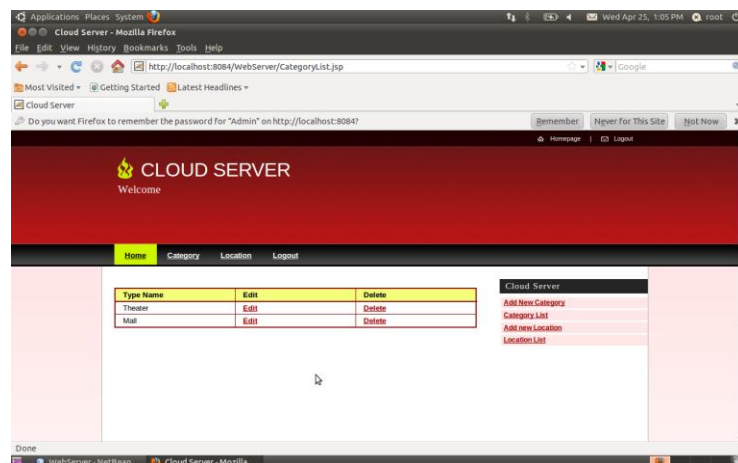 Applications Places System Wed Apr 25, 1:05 PM root
Cloud Server - Mozilla Firefox
File Edit View History Bookmarks Tools Help
http://localhost:8084/WebServer/CategoryList.jsp Google
Most Visited Getting Started Latest Headlines
Cloud Server
Do you want Firefox to remember the password for "Admin" on http://localhost:8084? Remember Never for This Site Not Now
Homepage | Logout
CLOUD SERVER
Welcome
Home Category Location Logout
Cloud Server
Type Name Edit Delete
Theater Edit Delete
Mall Edit Delete
Add New Category
Category List
Add new Location
Location List
Done
WebServer - NetBean Cloud Server - Mozilla